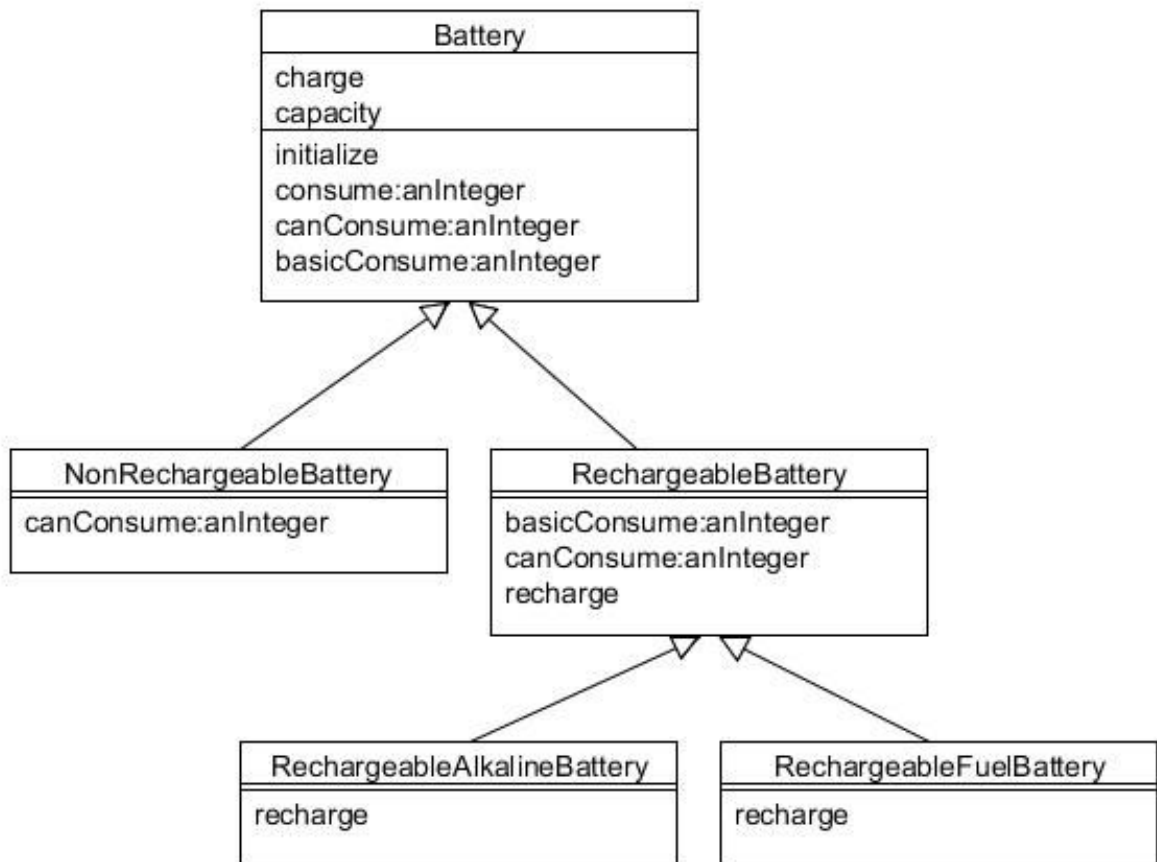 Battery
charge
capacity
initialize
consume:anInteger
canConsume:anInteger
basicConsume:anInteger
NonRechargeableBattery
canConsume:anInteger
RechargeableBattery
basicConsume:anInteger
canConsume:anInteger
recharge
RechargeableAlkalineBattery
recharge
RechargeableFuelBattery
recharge